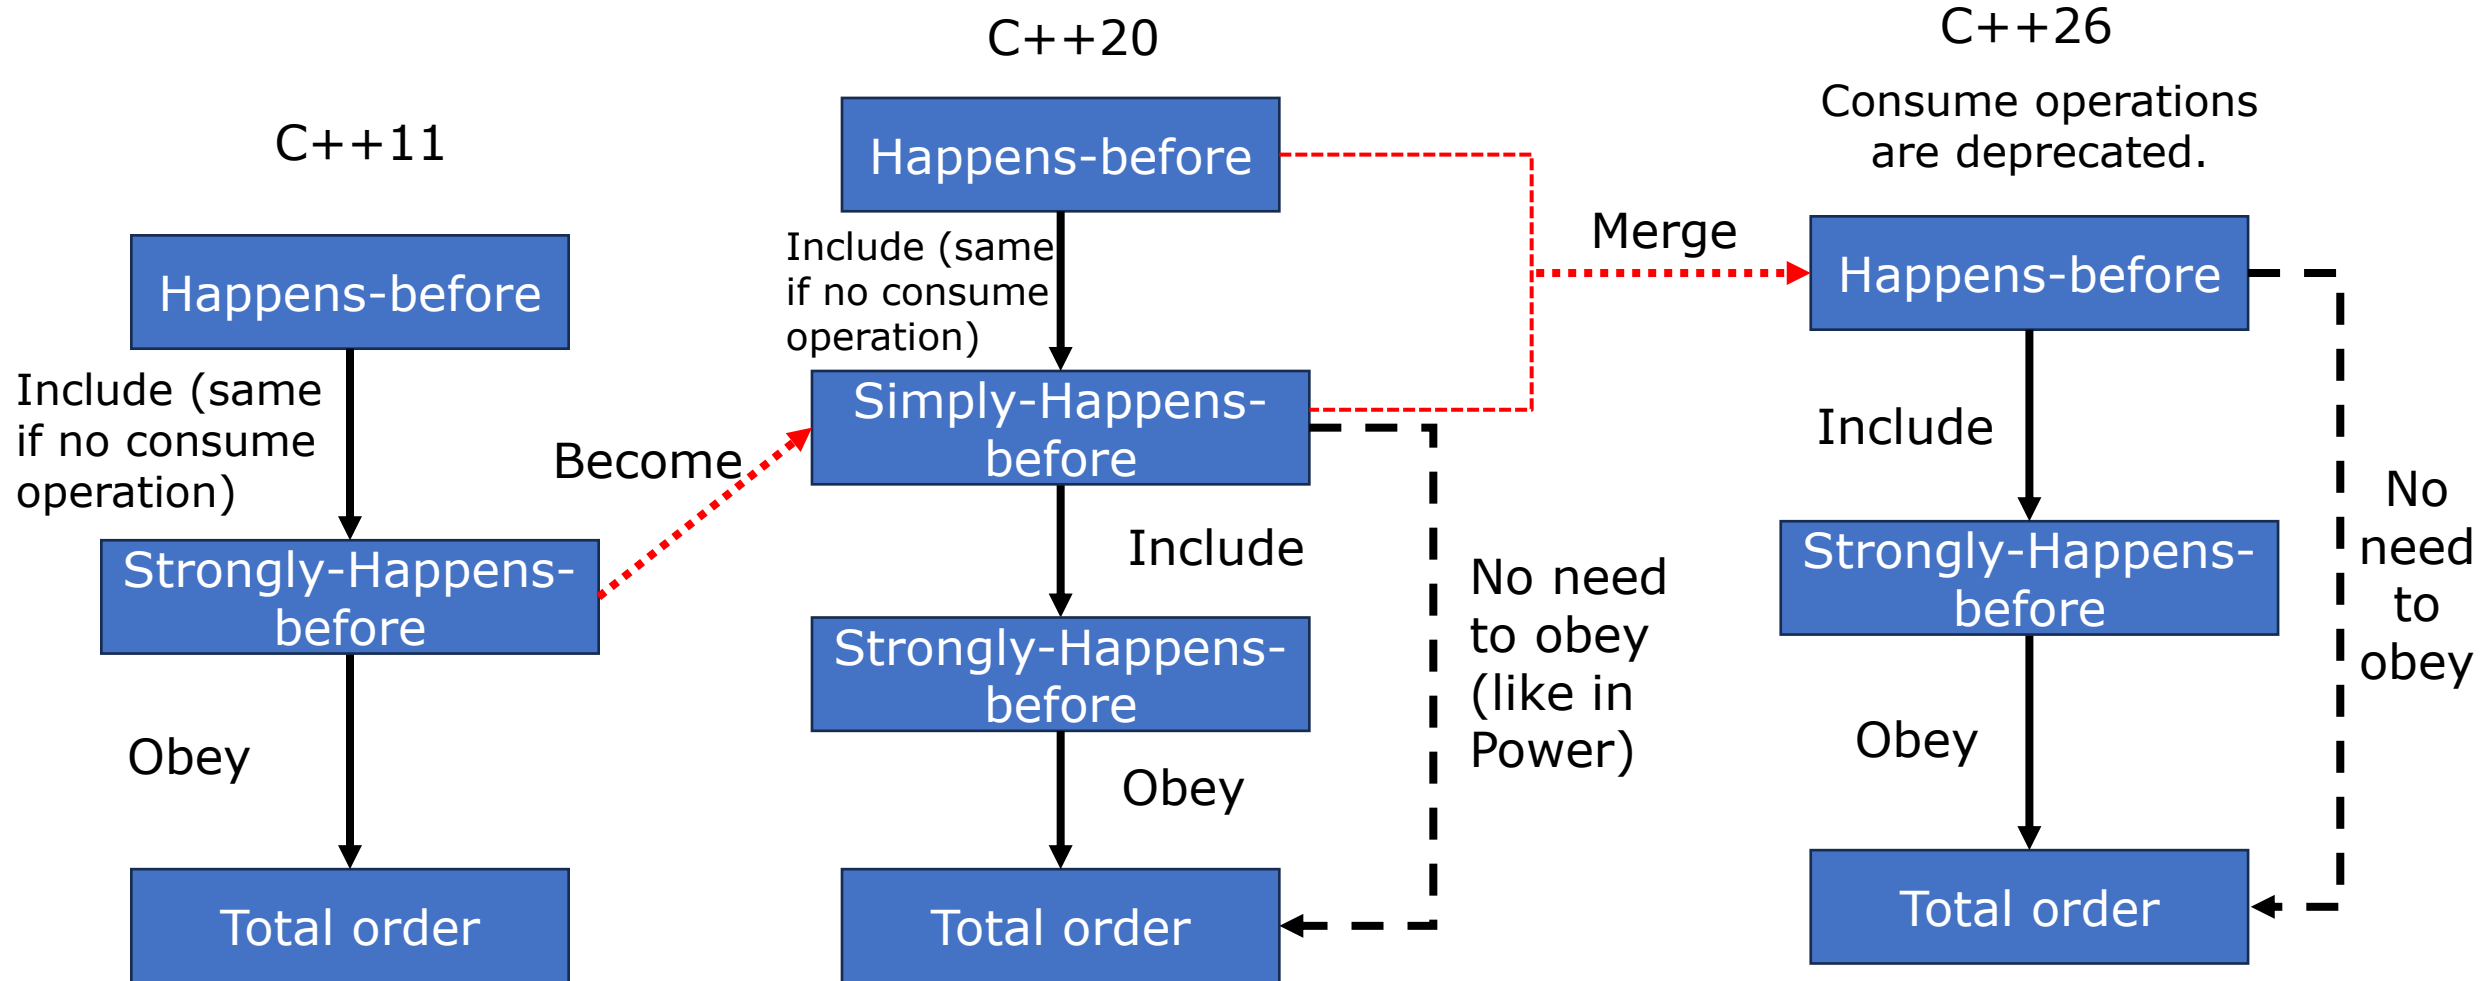 C++11
Happens-before
Include (same
if no consume
operation)
Strongly-Happens-
before
Obey
Total order
Become
C++20
Happens-before
Include (same
if no consume
operation)
Simply-Happens-
before
Include
Strongly-Happens-
before
Obey
Total order
No need
to obey
(like in
Power)
Merge
C++26
Consume operations
are deprecated.
Happens-before
Include
Strongly-Happens-
before
Obey
Total order
No
need
to
obey